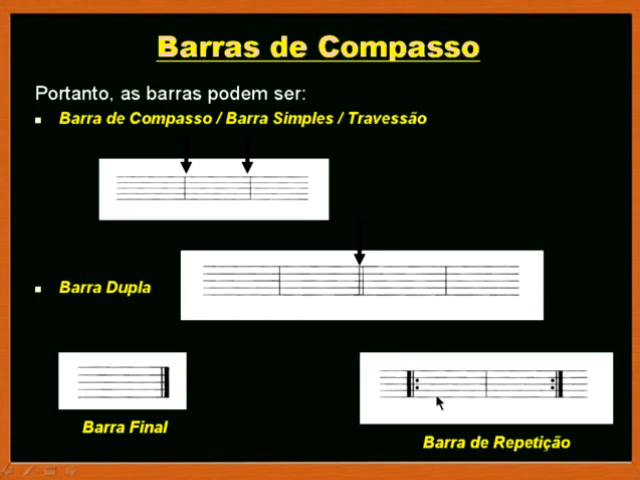 Barras de Compasso
Portanto, as barras podem ser:
Barra de Compasso / Barra Simples / Travessão
Barra Dupla
Barra Final
Barra de Repetição